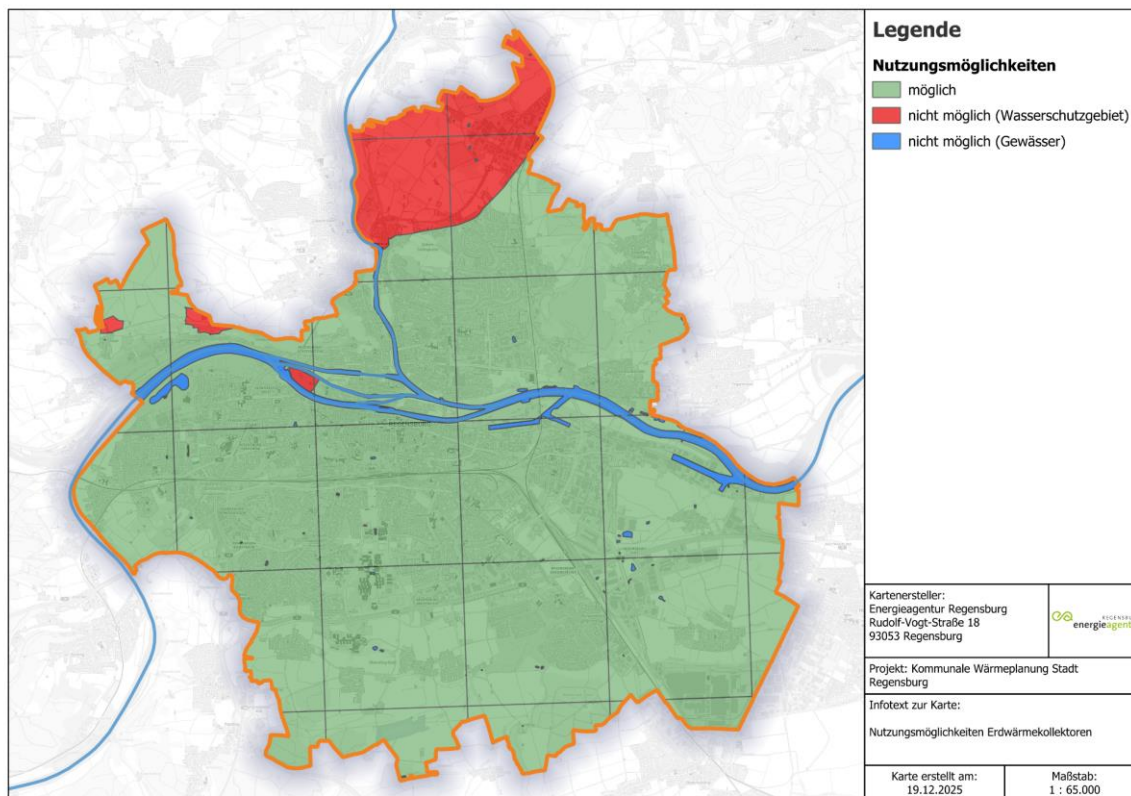 Legende
Nutzungsmöglichkeiten
möglich
nicht möglich (Wasserschutzgebiet)
nicht möglich (Gewässer)
Kartenersteller:
Energieagentur Regensburg
Rudolf-Vogt-Straße 18
93053 Regensburg
energieagent
Projekt: Kommunale Wärmeplanung Stadt
Regensburg
Infotext zur Karte:
Nutzungsmöglichkeiten Erdwärmekollektoren
Karte erstellt am:
19.12.2025
Maßstab:
1 : 65.000